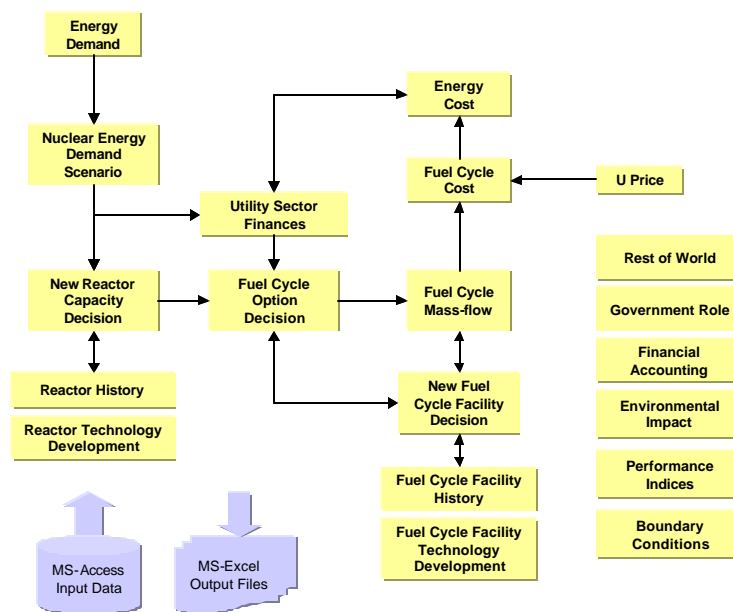 Energy
Demand
Energy
Cost
Nuclear Energy
Demand
Scenario
Fuel Cycle
Cost
U Price
Utility Sector
Finances
New Reactor
Capacity
Decision
Fuel Cycle
Option
Decision
Fuel Cycle
Mass-flow
Rest of World
Government Role
Financial
Accounting
Reactor History
New Fuel
Cycle Facility
Decision
Environmental
Impact
Reactor Technology
Development
Fuel Cycle Facility
History
Performance
Indices
Fuel Cycle Facility
Technology
Development
Boundary
Conditions
MS-Access
Input Data
MS-Excel
Output Files